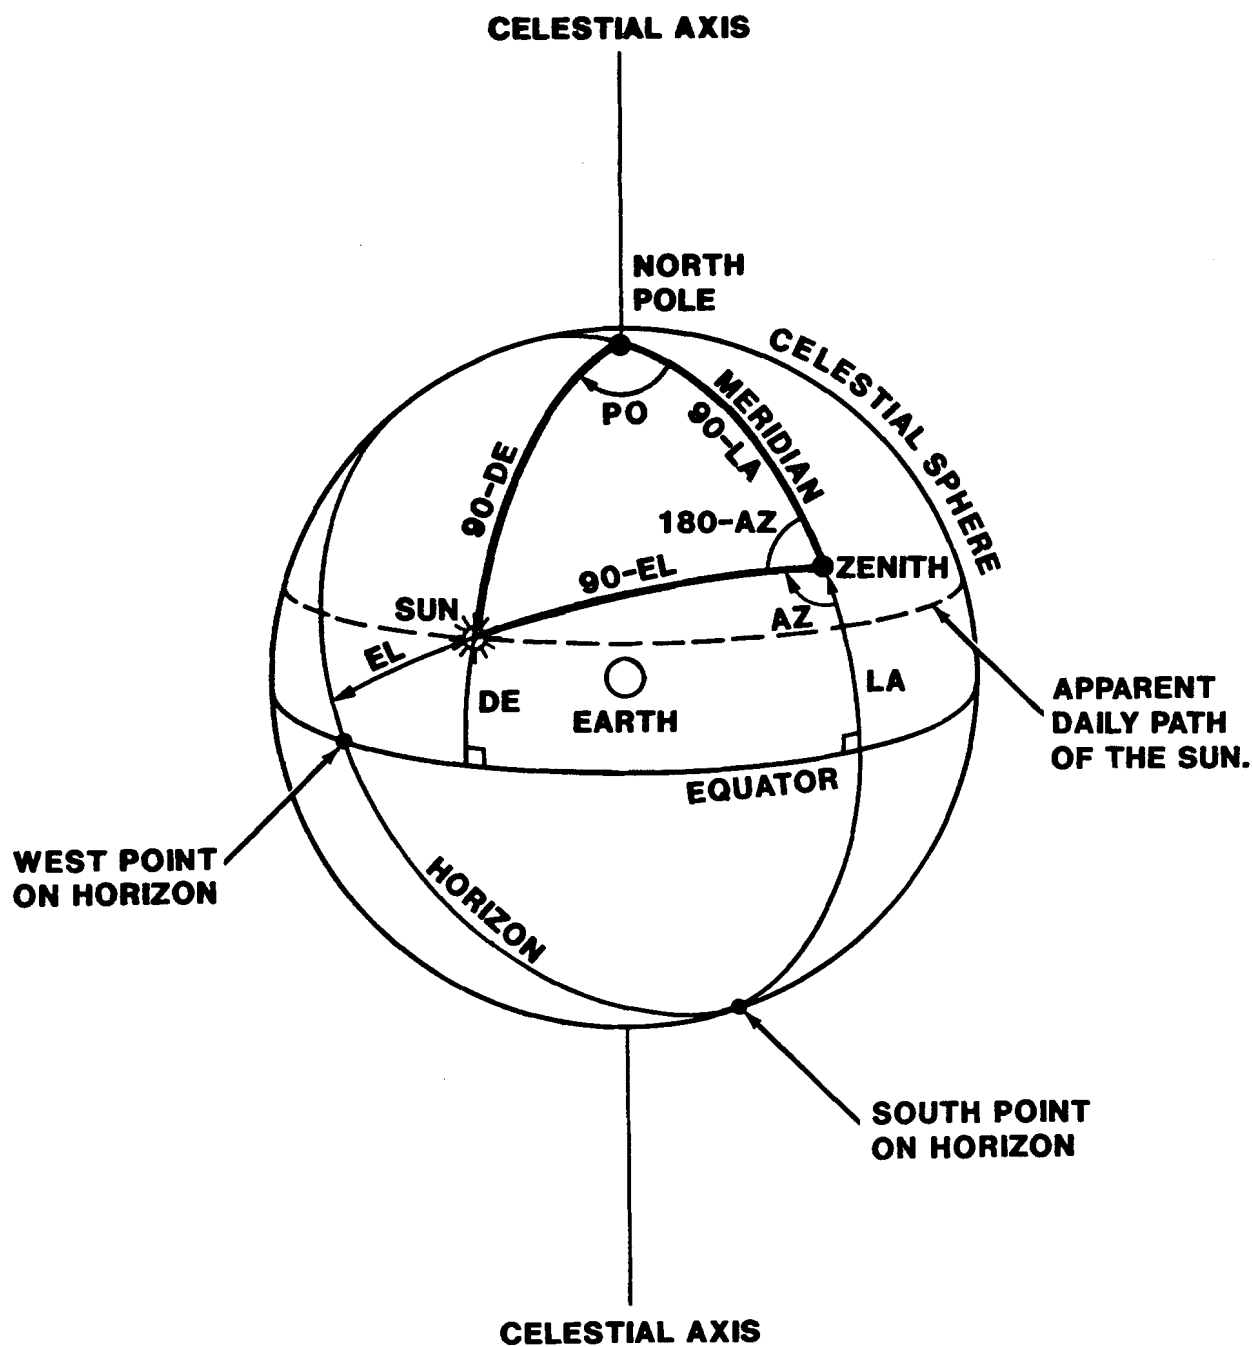 CELESTIAL AXIS
NORTH
POLE
CELESTIAL SPHERE
MERIDIAN
PO
90-LA
90-DE
180-AZ
ZENITH
90-EL
SUN
AZ
EL
DE
LA
EARTH
APPARENT
DAILY PATH
OF THE SUN.
EQUATOR
WEST POINT
ON HORIZON
HORIZON
SOUTH POINT
ON HORIZON
CELESTIAL AXIS